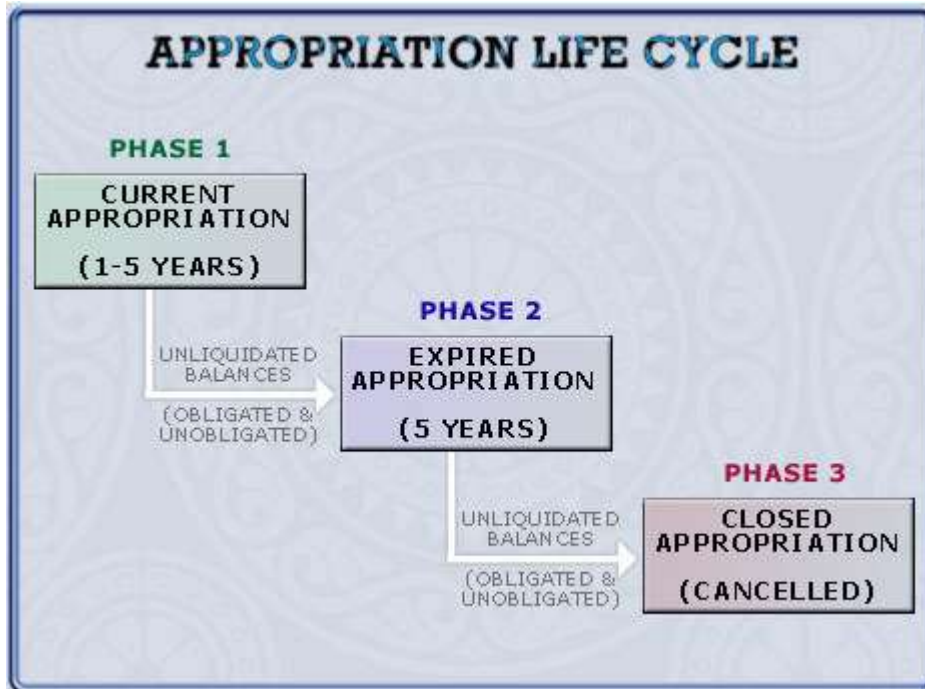 APPROPRIATION LIFE CYCLE
PHASE 1
CURRENT
APPROPRIATION
(1-5 YEARS)
UNLIQUIDATED
BALANCES
(OBLIGATED &
UNOBLIGATED)
PHASE 2
EXPIRED
APPROPRIATION
(5 YEARS)
UNLIQUIDATED
BALANCES
(OBLIGATED &
UNOBLIGATED)
PHASE 3
CLOSED
APPROPRIATION
(CANCELLED)